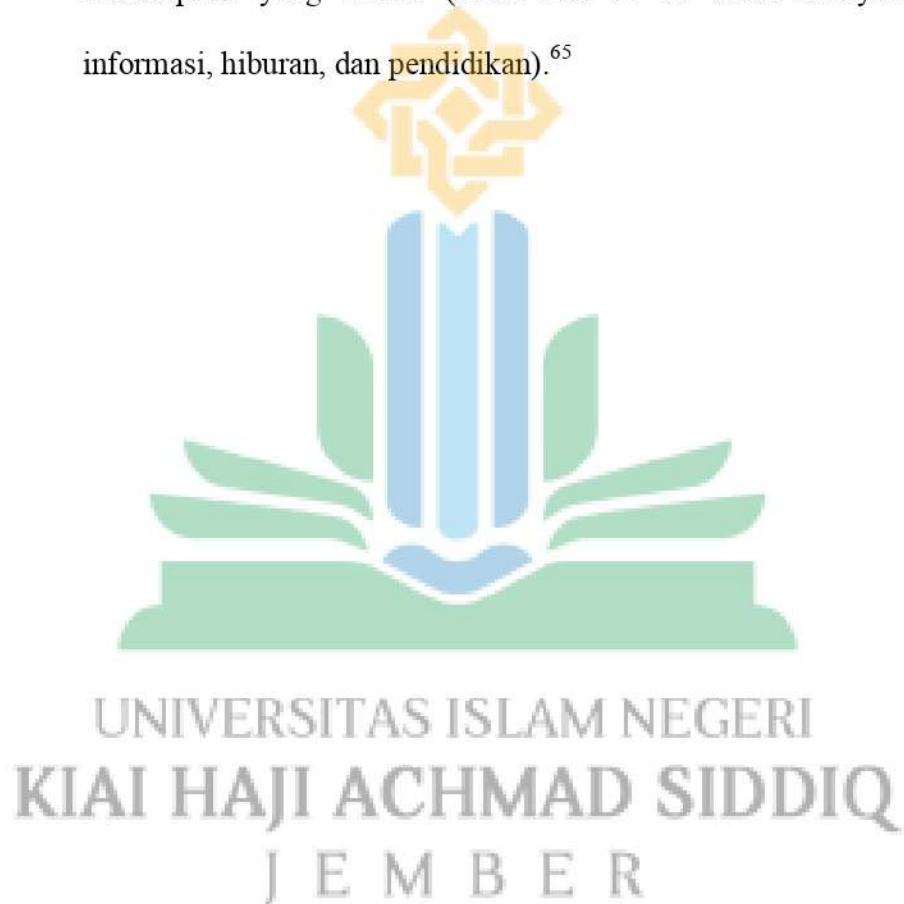 informasi, hiburan, dan pendidikan).⁶⁵
UNIVERSITAS ISLAM NEGERI
KIAI HAJI ACHMAD SIDDIQ
J E M B E R